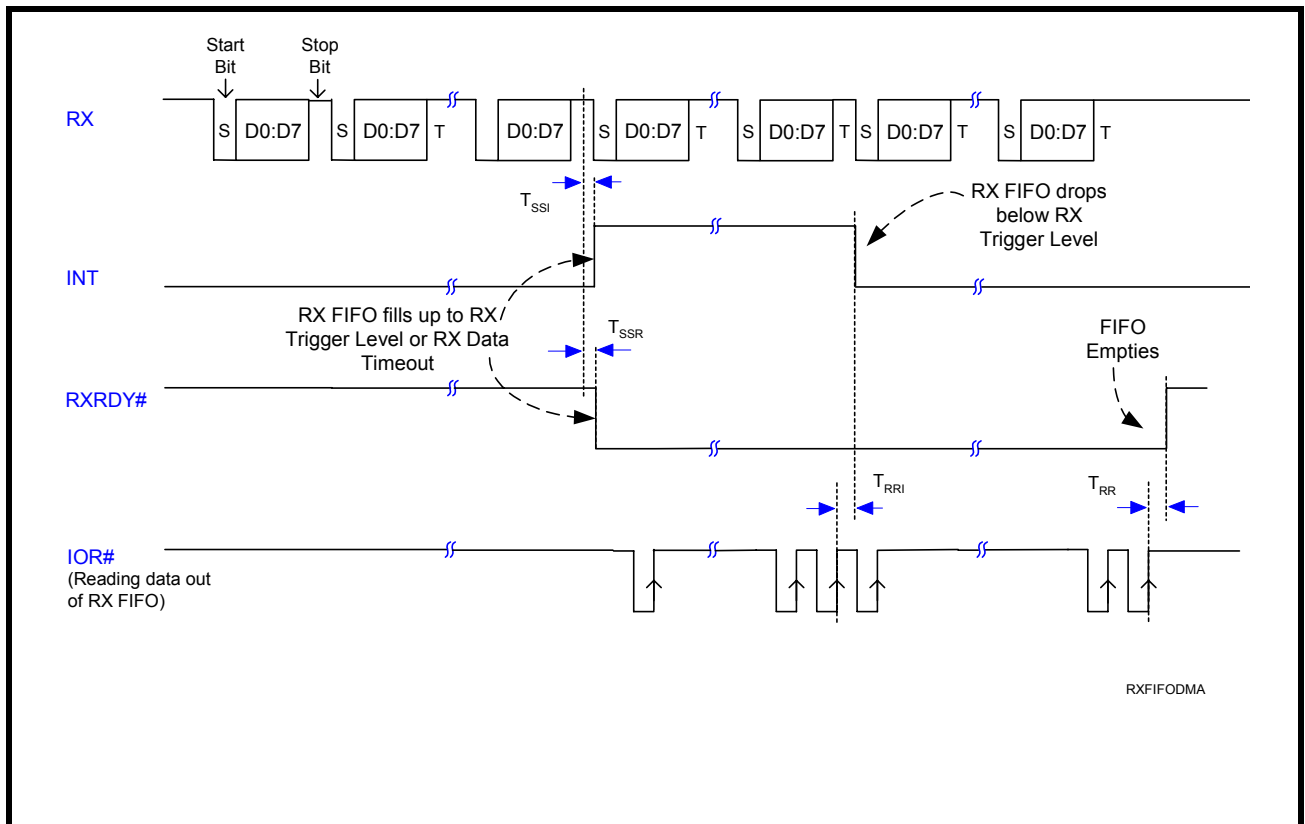 Start
Bit
Stop
Bit
RX
S D0:D7 S D0:D7 T D0:D7 S D0:D7 T S D0:D7 T S D0:D7 T S D0:D7 T
TSSI
RX FIFO drops
below RX
Trigger Level
INT
RX FIFO fills up to RX
Trigger Level or RX Data
Timeout
TSSR
FIFO
Empties
RXRDY#
TRRI
TRR
IOR#
(Reading data out
of RX FIFO)
RXFIFODMA